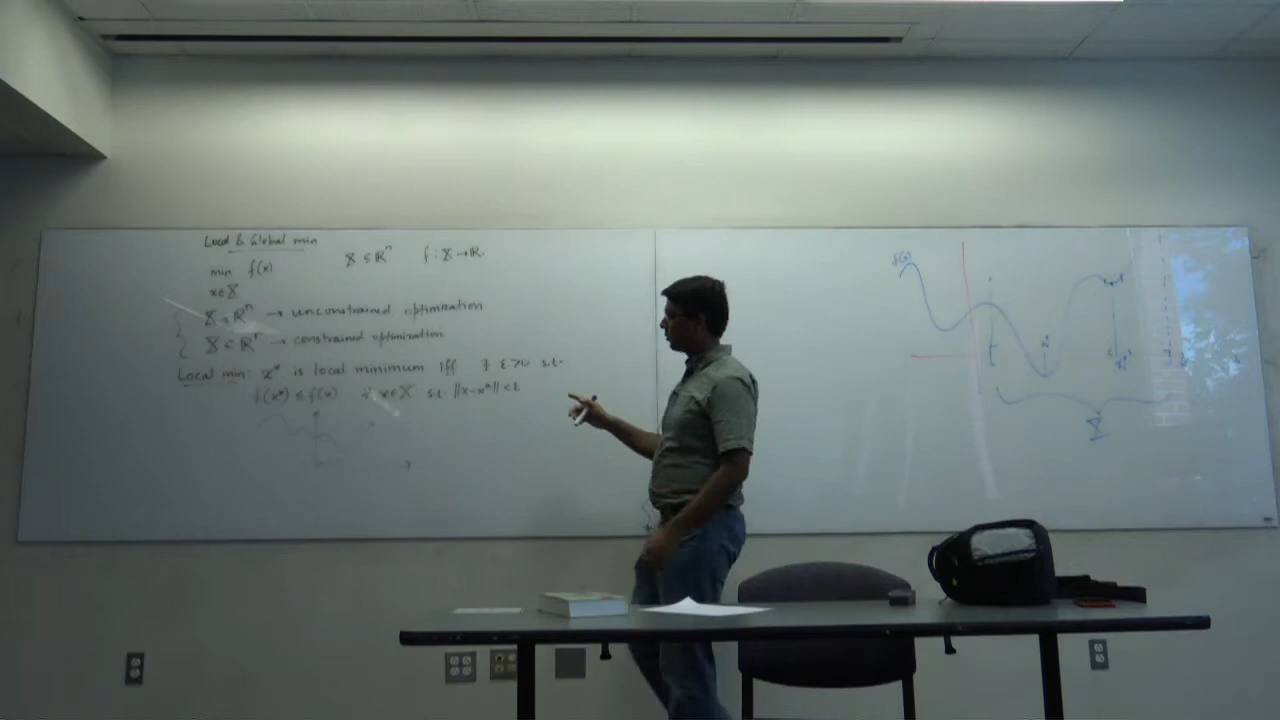 Local & Global min
min f(x) X ⊆ ℝⁿ f : X → ℝ
x∈X
X = ℝⁿ → unconstrained optimization
X ⊂ ℝⁿ → constrained optimization
Local min: x* is local minimum iff ∃ ε>0 s.t.
f(x*) ≤ f(x) ∀ x∈X s.t. ||x-x*|| < ε
f(x)
X